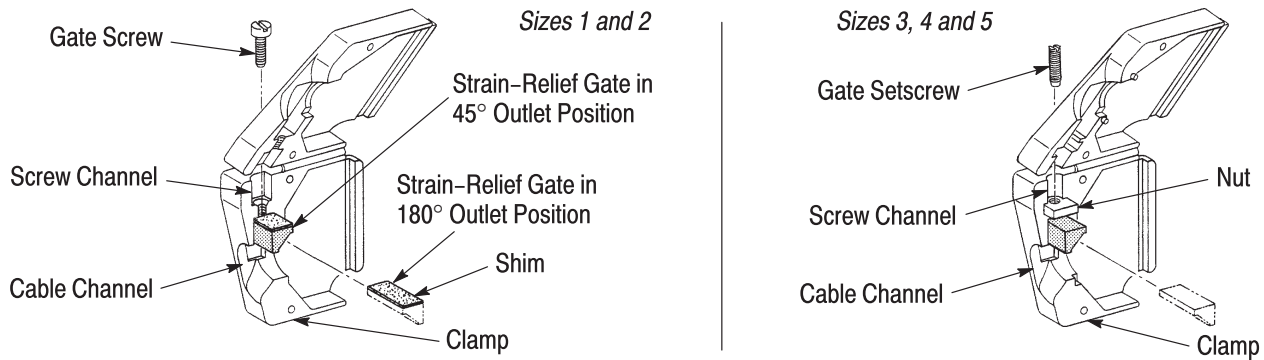 Sizes 1 and 2
Gate Screw
Strain–Relief Gate in
45° Outlet Position
Screw Channel
Strain–Relief Gate in
180° Outlet Position
Shim
Cable Channel
Clamp
Sizes 3, 4 and 5
Gate Setscrew
Nut
Screw Channel
Cable Channel
Clamp